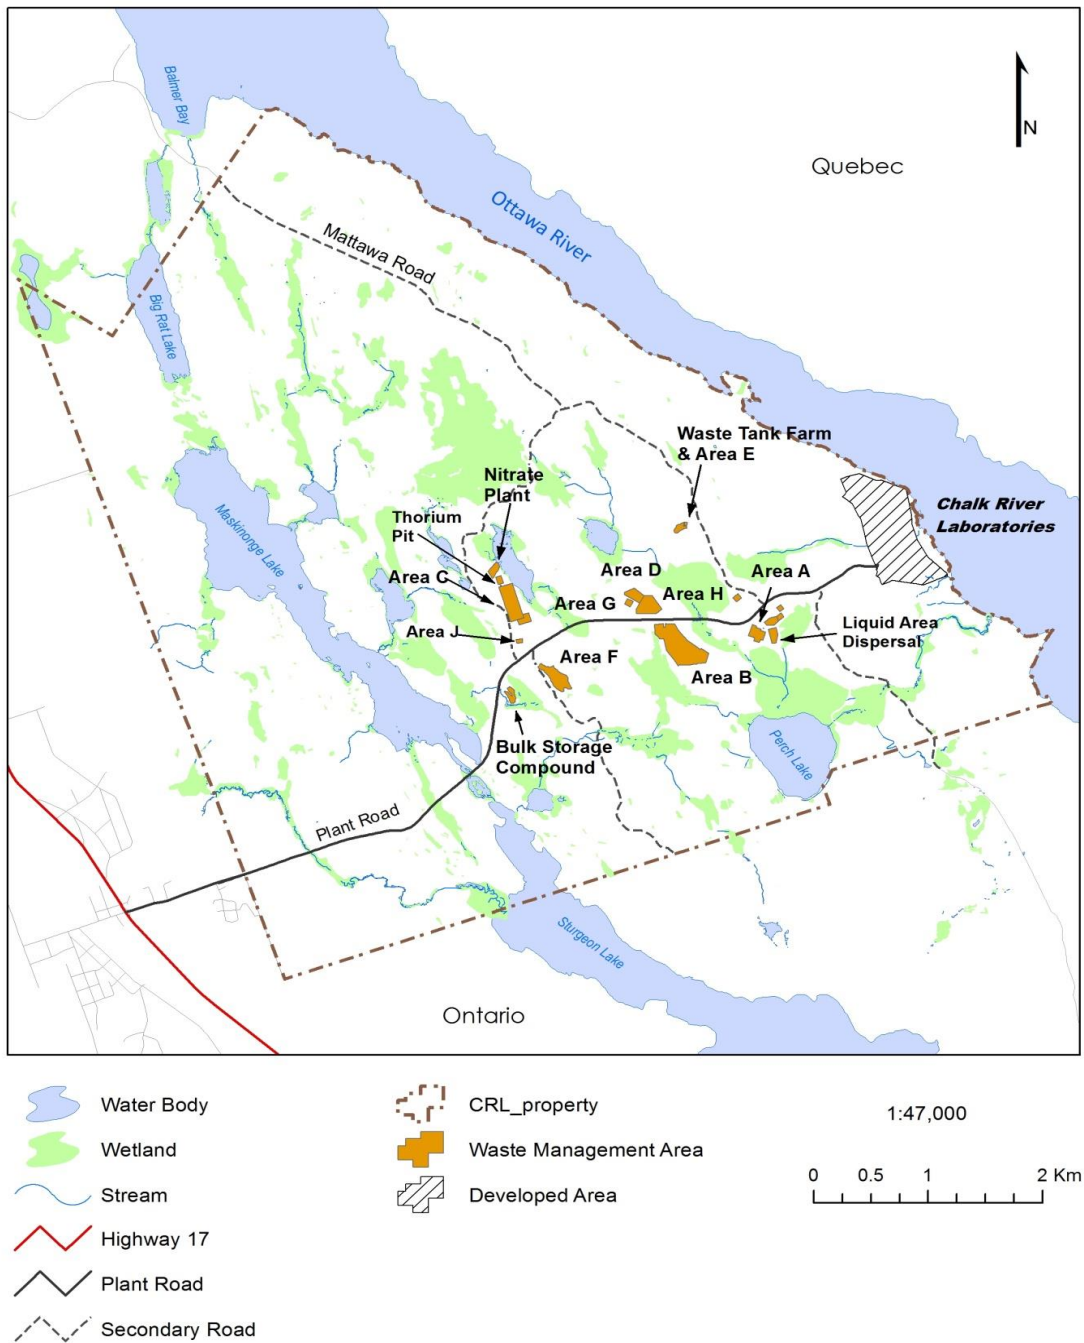 Balmer Bay
N
Quebec
Ottawa River
Mattawa Road
Big Rat Lake
Waste Tank Farm
& Area E
Nitrate
Plant
Chalk River
Laboratories
Maskinonge Lake
Thorium
Pit
Area C
Area D
Area A
Area H
Area G
Liquid Area
Dispersal
Area J
Area F
Area B
Perch Lake
Bulk Storage
Compound
Plant Road
Sturgeon Lake
Ontario
Water Body
Wetland
Stream
Highway 17
Plant Road
Secondary Road
CRL_property
Waste Management Area
Developed Area
1:47,000
0 0.5 1 2 Km